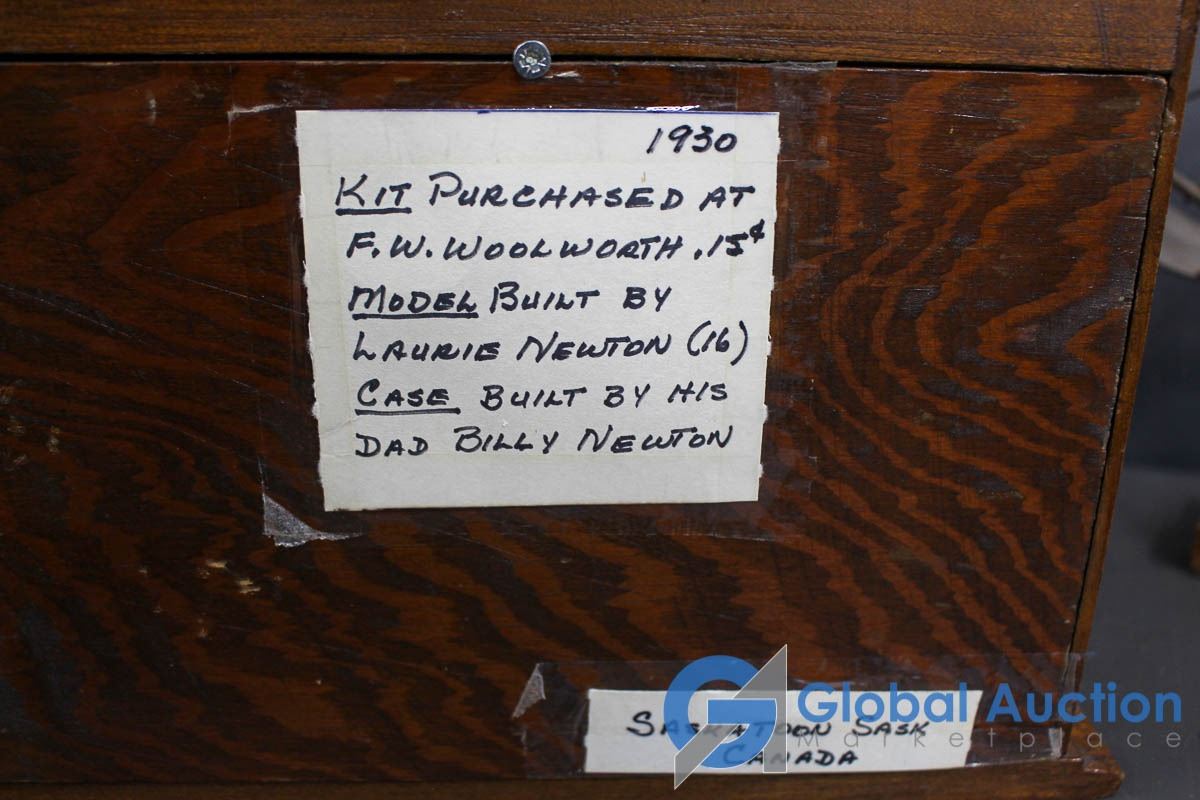 1930
KIT PURCHASED AT
F.W. WOOLWORTH .15¢
MODEL BUILT BY
LAURIE NEWTON (16)
CASE BUILT BY HIS
DAD BILLY NEWTON
SASKATOON SASK
CANADA
Global Auction
Marketplace